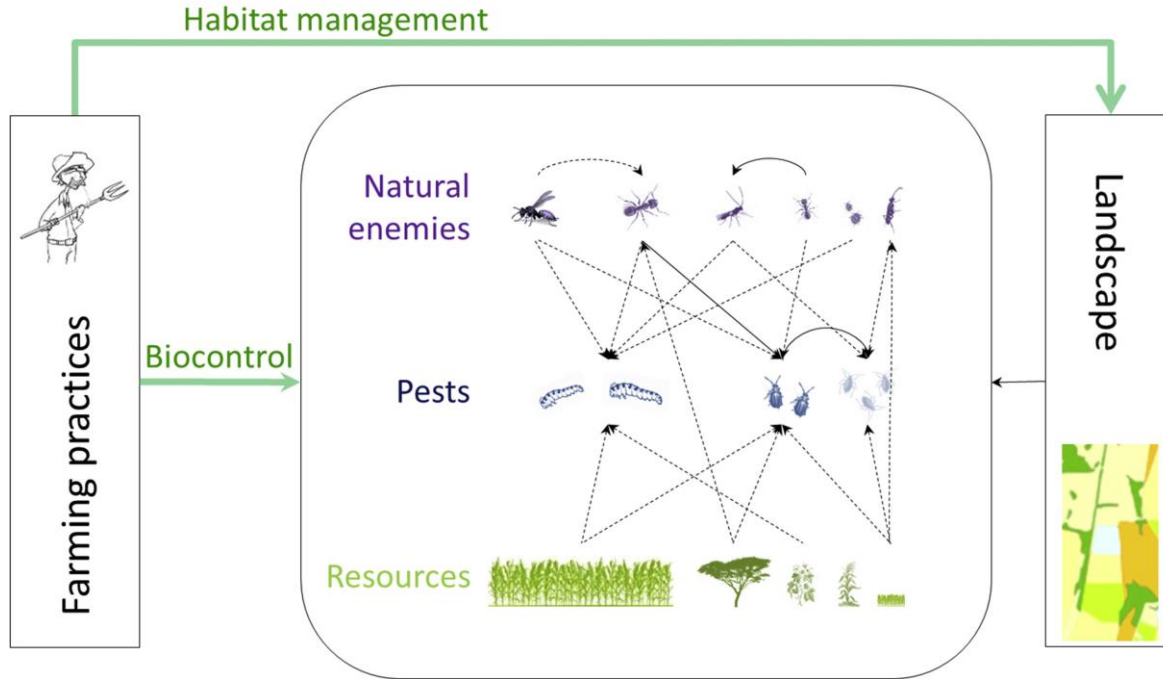 Habitat management
Farming practices
Biocontrol
Natural
enemies
Pests
Resources
Landscape